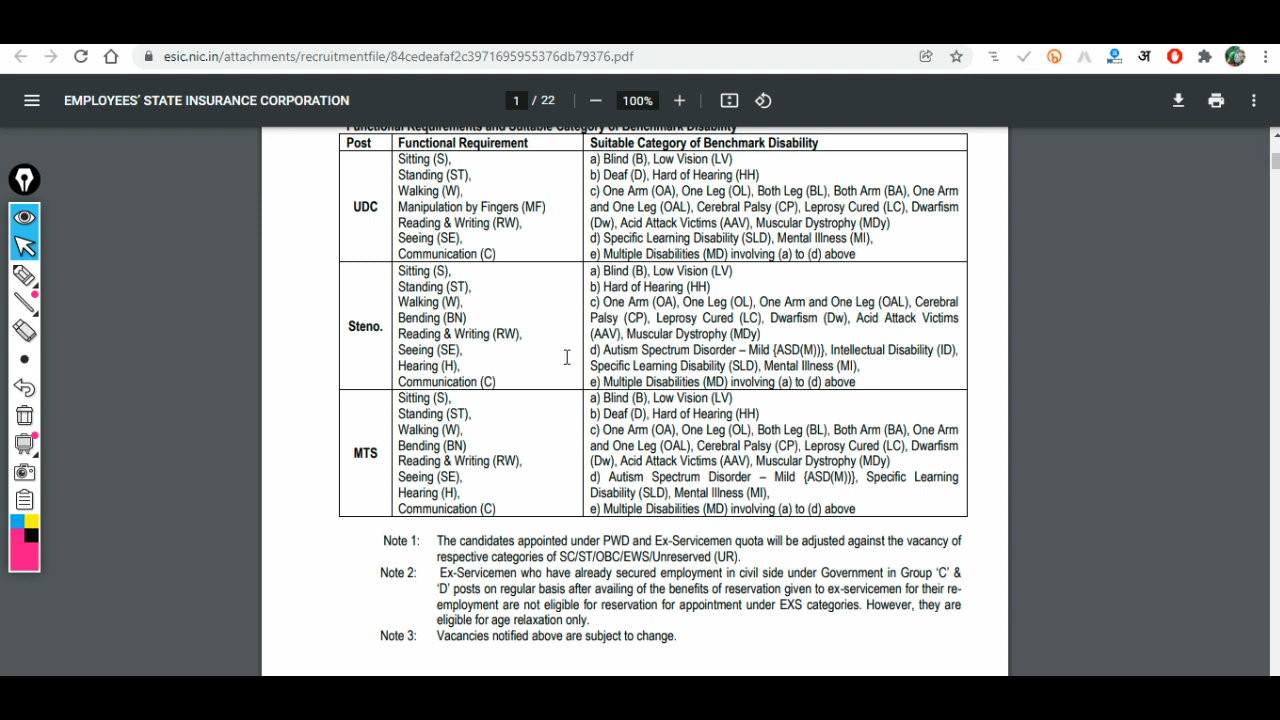 esic.nic.in/attachments/recruitmentfile/84cedeafaf2c3971695955376db79376.pdf
अ
EMPLOYEES' STATE INSURANCE CORPORATION
1 / 22
100%
Functional Requirements and Suitable Category of Benchmark Disability
Post Functional Requirement Suitable Category of Benchmark Disability
UDC
Sitting (S),
Standing (ST),
Walking (W),
Manipulation by Fingers (MF)
Reading & Writing (RW),
Seeing (SE),
Communication (C)
a) Blind (B), Low Vision (LV)
b) Deaf (D), Hard of Hearing (HH)
c) One Arm (OA), One Leg (OL), Both Leg (BL), Both Arm (BA), One Arm
and One Leg (OAL), Cerebral Palsy (CP), Leprosy Cured (LC), Dwarfism
(Dw), Acid Attack Victims (AAV), Muscular Dystrophy (MDy)
d) Specific Learning Disability (SLD), Mental Illness (MI),
e) Multiple Disabilities (MD) involving (a) to (d) above
Steno.
Sitting (S),
Standing (ST),
Walking (W),
Bending (BN)
Reading & Writing (RW),
Seeing (SE),
Hearing (H),
Communication (C)
a) Blind (B), Low Vision (LV)
b) Hard of Hearing (HH)
c) One Arm (OA), One Leg (OL), One Arm and One Leg (OAL), Cerebral
Palsy (CP), Leprosy Cured (LC), Dwarfism (Dw), Acid Attack Victims
(AAV), Muscular Dystrophy (MDy)
d) Autism Spectrum Disorder – Mild {ASD(M))}, Intellectual Disability (ID),
Specific Learning Disability (SLD), Mental Illness (MI),
e) Multiple Disabilities (MD) involving (a) to (d) above
MTS
Sitting (S),
Standing (ST),
Walking (W),
Bending (BN)
Reading & Writing (RW),
Seeing (SE),
Hearing (H),
Communication (C)
a) Blind (B), Low Vision (LV)
b) Deaf (D), Hard of Hearing (HH)
c) One Arm (OA), One Leg (OL), Both Leg (BL), Both Arm (BA), One Arm
and One Leg (OAL), Cerebral Palsy (CP), Leprosy Cured (LC), Dwarfism
(Dw), Acid Attack Victims (AAV), Muscular Dystrophy (MDy)
d) Autism Spectrum Disorder – Mild {ASD(M))}, Specific Learning
Disability (SLD), Mental Illness (MI),
e) Multiple Disabilities (MD) involving (a) to (d) above
Note 1: The candidates appointed under PWD and Ex-Servicemen quota will be adjusted against the vacancy of
respective categories of SC/ST/OBC/EWS/Unreserved (UR).
Note 2: Ex-Servicemen who have already secured employment in civil side under Government in Group 'C' &
'D' posts on regular basis after availing of the benefits of reservation given to ex-servicemen for their re-
employment are not eligible for reservation for appointment under EXS categories. However, they are
eligible for age relaxation only.
Note 3: Vacancies notified above are subject to change.